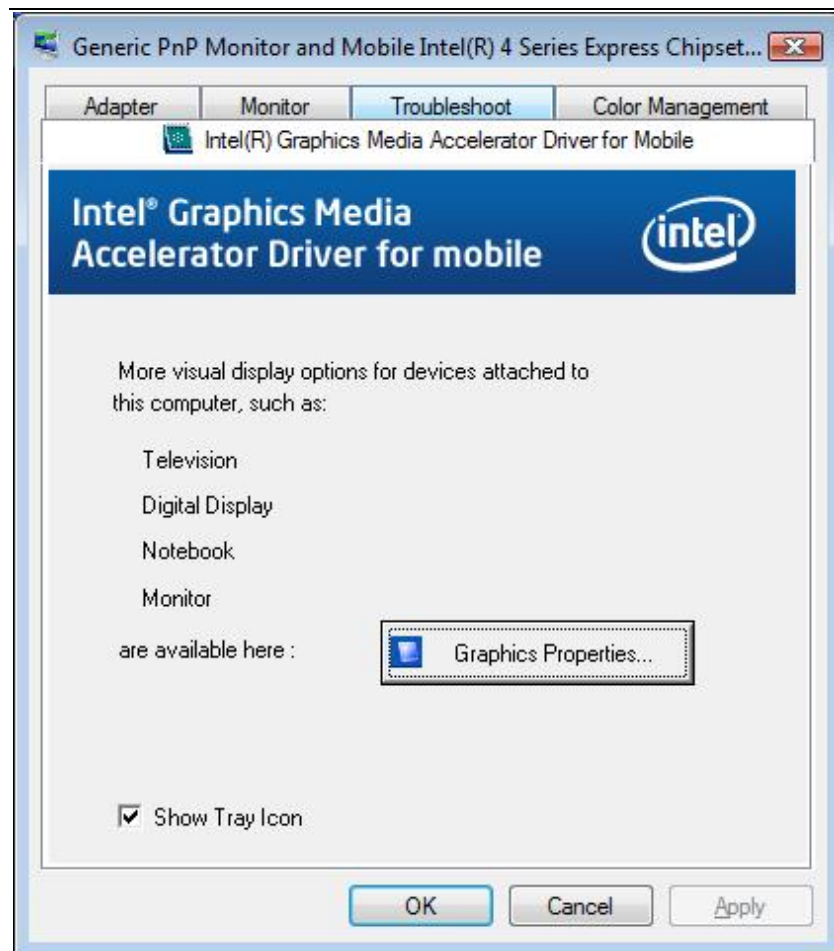 Generic PnP Monitor and Mobile Intel(R) 4 Series Express Chipset...
Adapter Monitor Troubleshoot Color Management
Intel(R) Graphics Media Accelerator Driver for Mobile
Intel® Graphics Media
Accelerator Driver for mobile
intel
More visual display options for devices attached to
this computer, such as:
Television
Digital Display
Notebook
Monitor
are available here :
Graphics Properties...
Show Tray Icon
OK Cancel Apply